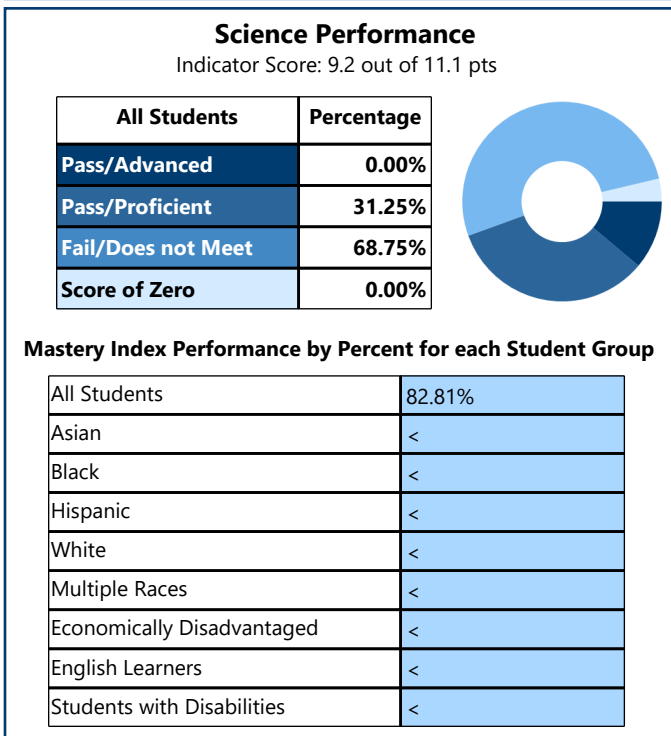 Science Performance
Indicator Score: 9.2 out of 11.1 pts
All Students Percentage
Pass/Advanced 0.00%
Pass/Proficient 31.25%
Fail/Does not Meet 68.75%
Score of Zero 0.00%
Mastery Index Performance by Percent for each Student Group
All Students 82.81%
Asian <
Black <
Hispanic <
White <
Multiple Races <
Economically Disadvantaged <
English Learners <
Students with Disabilities <